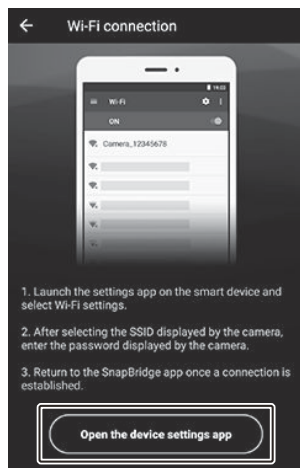 Wi-Fi connection
19:23
Wi-Fi
ON
Camera_12345678
1. Launch the settings app on the smart device and
select Wi-Fi settings.
2. After selecting the SSID displayed by the camera,
enter the password displayed by the camera.
3. Return to the SnapBridge app once a connection is
established.
Open the device settings app